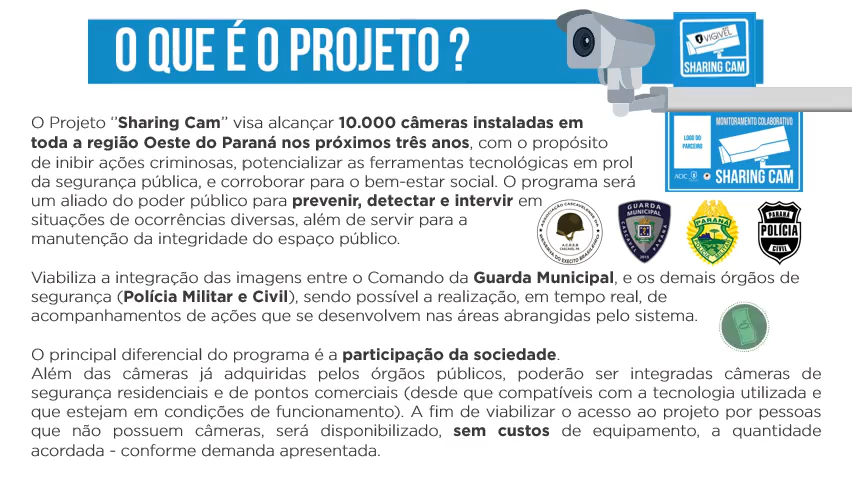 O QUE É O PROJETO ?
VIGIVEL
SHARING CAM
MONITORAMENTO COLABORATIVO
LOGO DO
PARCEIRO
ACIC
SHARING CAM
O Projeto ‘’Sharing Cam’’ visa alcançar 10.000 câmeras instaladas em
toda a região Oeste do Paraná nos próximos três anos, com o propósito
de inibir ações criminosas, potencializar as ferramentas tecnológicas em prol
da segurança pública, e corroborar para o bem-estar social. O programa será
um aliado do poder público para prevenir, detectar e intervir em
situações de ocorrências diversas, além de servir para a
manutenção da integridade do espaço público.
GUARDA
MUNICIPAL
CASCAVEL
PARANÁ
PARANÁ
PARANÁ
POLÍCIA
CIVIL
Viabiliza a integração das imagens entre o Comando da Guarda Municipal, e os demais órgãos de
segurança (Polícia Militar e Civil), sendo possível a realização, em tempo real, de
acompanhamentos de ações que se desenvolvem nas áreas abrangidas pelo sistema.
O principal diferencial do programa é a participação da sociedade.
Além das câmeras já adquiridas pelos órgãos públicos, poderão ser integradas câmeras de
segurança residenciais e de pontos comerciais (desde que compatíveis com a tecnologia utilizada e
que estejam em condições de funcionamento). A fim de viabilizar o acesso ao projeto por pessoas
que não possuem câmeras, será disponibilizado, sem custos de equipamento, a quantidade
acordada - conforme demanda apresentada.